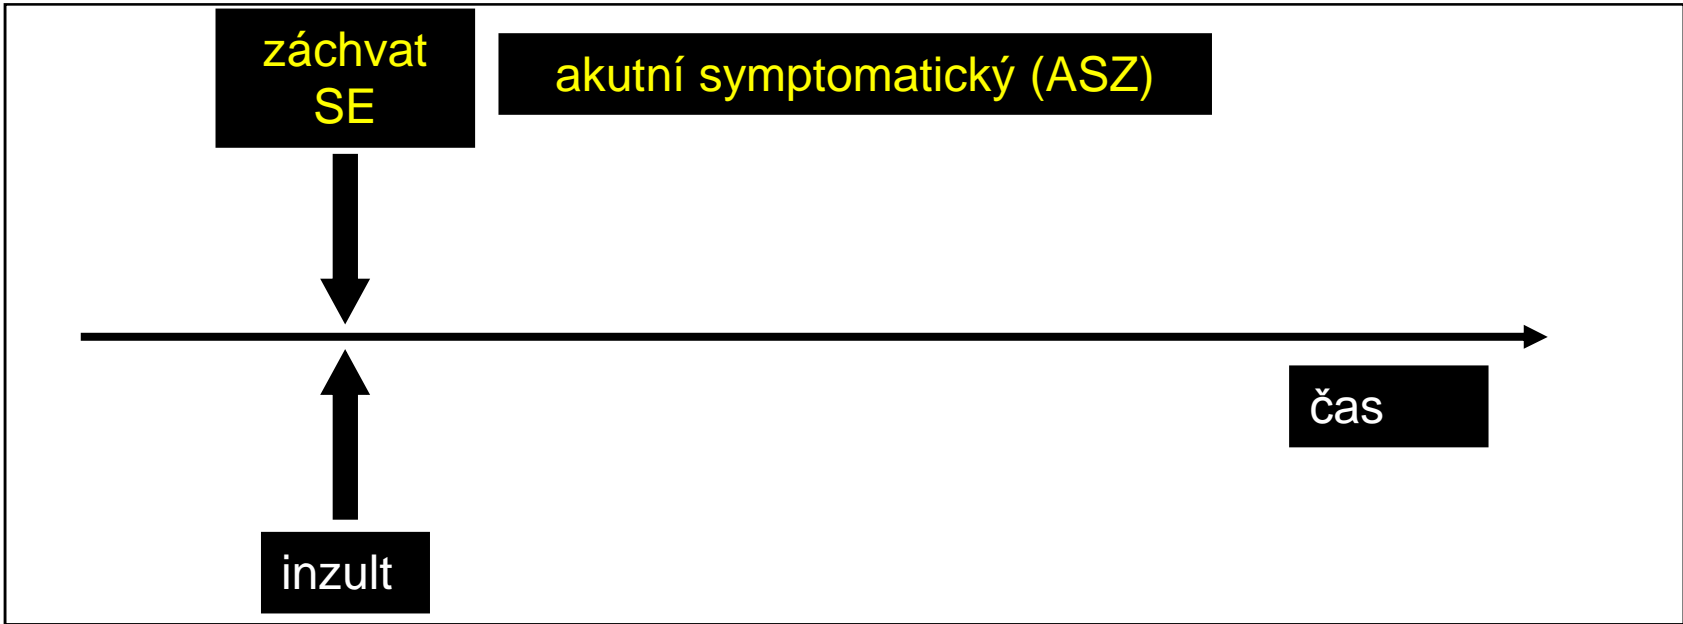 záchvat
SE
akutní symptomatický (ASZ)
čas
inzult